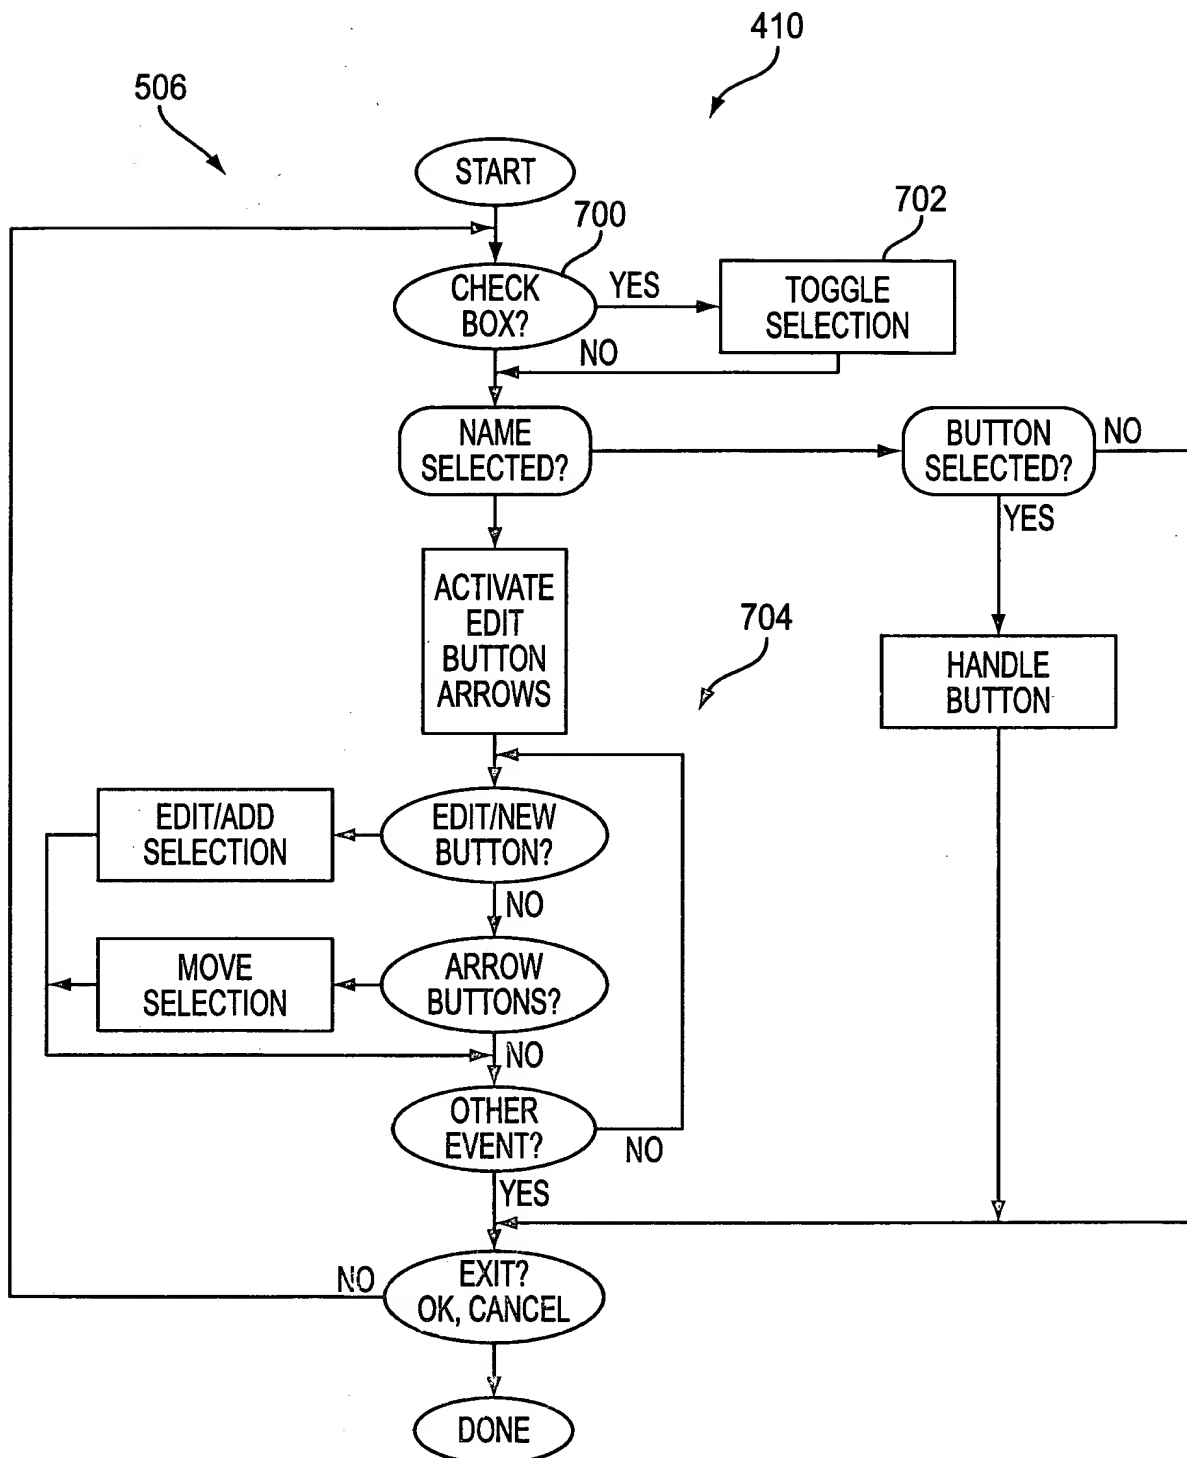 410
506
START
700
702
CHECK
BOX?
YES
TOGGLE
SELECTION
NO
NAME
SELECTED?
BUTTON
SELECTED?
NO
YES
ACTIVATE
EDIT
BUTTON
ARROWS
704
HANDLE
BUTTON
EDIT/ADD
SELECTION
EDIT/NEW
BUTTON?
NO
MOVE
SELECTION
ARROW
BUTTONS?
NO
OTHER
EVENT?
NO
YES
NO
EXIT?
OK, CANCEL
DONE